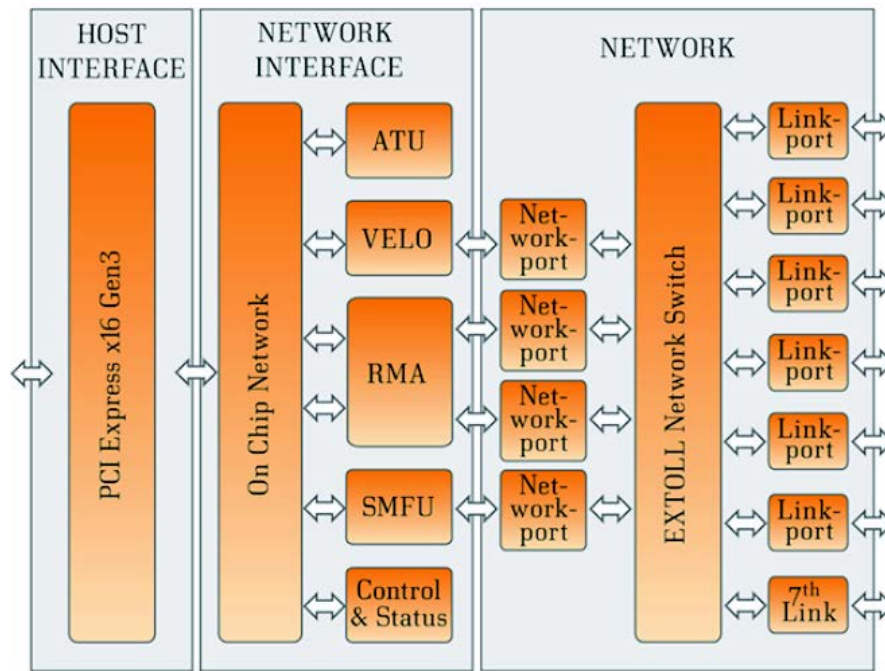 HOST
INTERFACE
PCI Express x16 Gen3
NETWORK
INTERFACE
On Chip Network
ATU
VELO
RMA
SMFU
Control
& Status
NETWORK
Net-
work-
port
Net-
work-
port
Net-
work-
port
Net-
work-
port
EXTOLL Network Switch
Link-
port
Link-
port
Link-
port
Link-
port
Link-
port
Link-
port
7th
Link